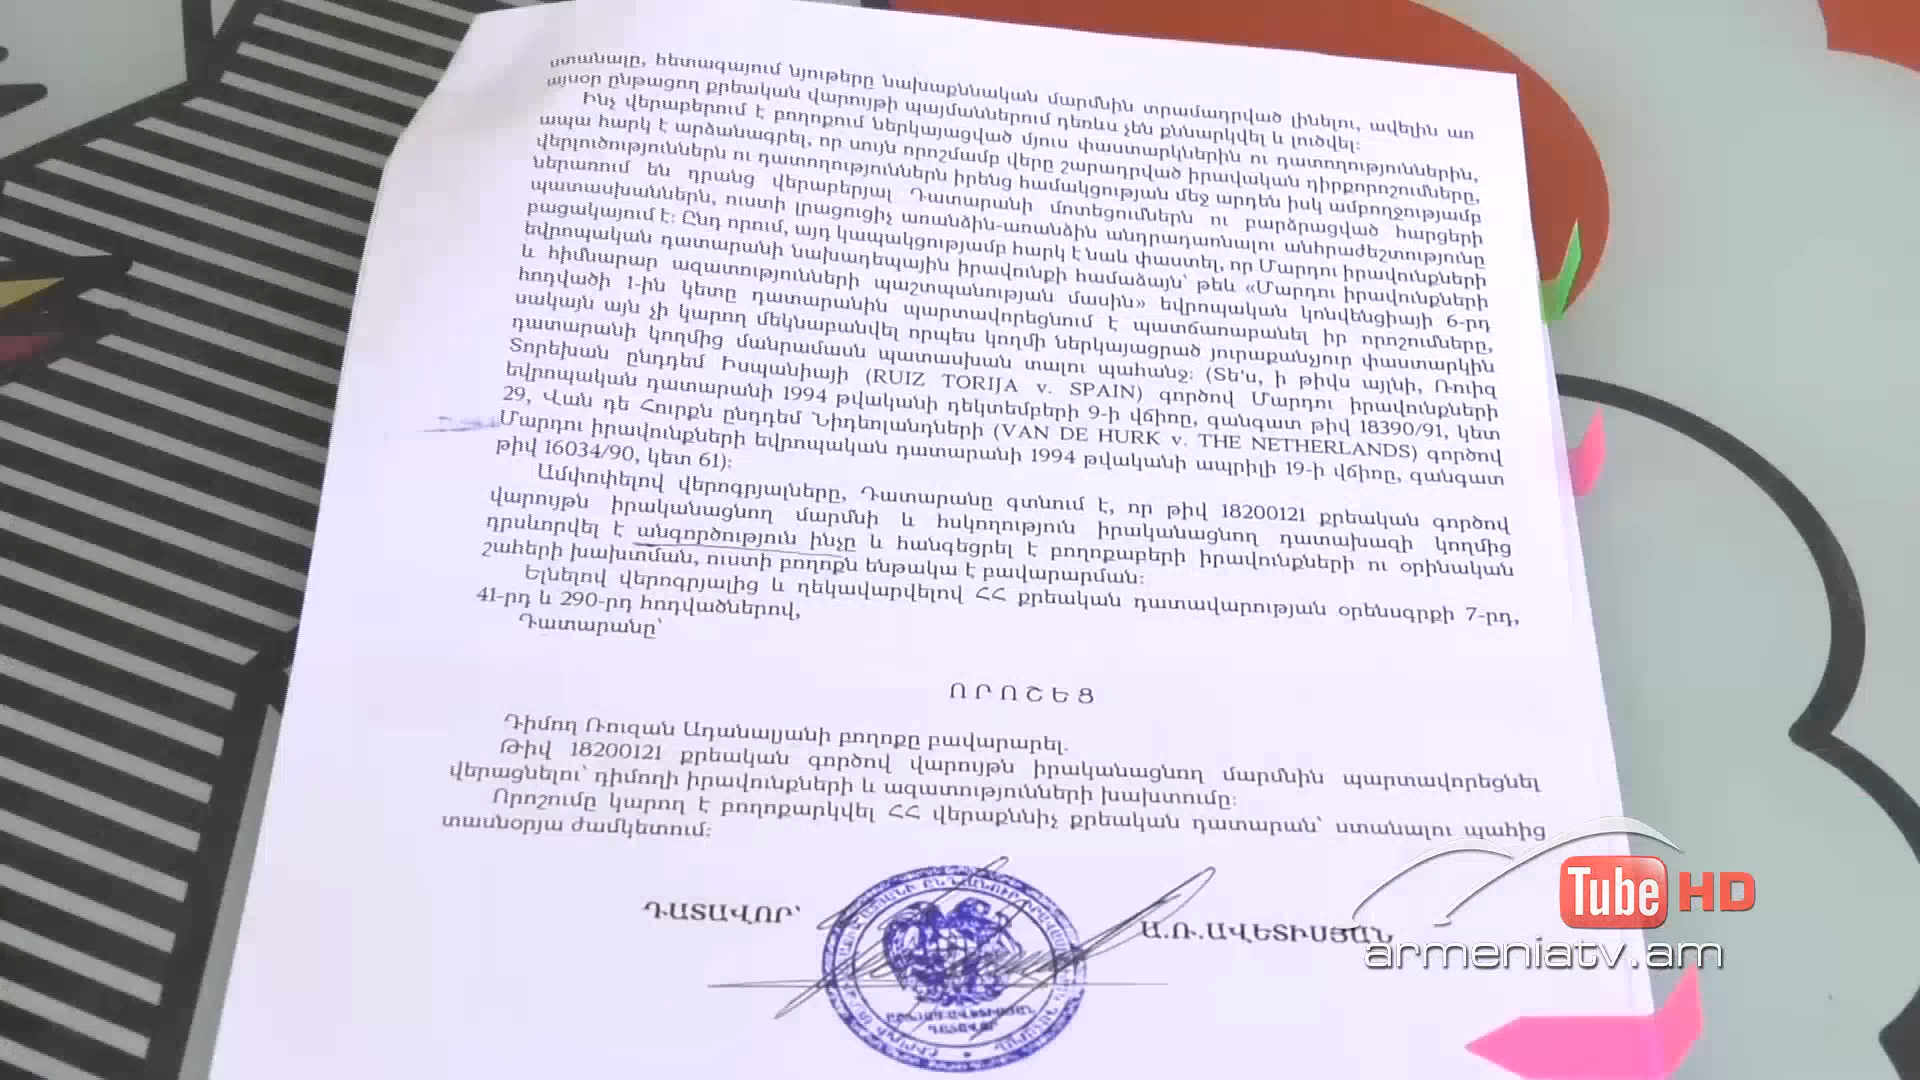 ստանալը, հետագայում նյութերը նախաքննական մարմնին տրամադրված լինելու, ավելին առ
այսօր ընթացող քրեական վարույթի պայմաններում դեռևս չեն քննարկվել և լուծվել:
Ինչ վերաբերում է բողոքում ներկայացված մյուս փաստարկներին ու դատողություններին,
ապա հարկ է արձանագրել, որ սույն որոշմամբ վերը շարադրված իրավական դիրքորոշումները,
վերլուծություններն ու դատողություններն իրենց համակցության մեջ արդեն իսկ ամբողջությամբ
ներառում են դրանց վերաբերյալ Դատարանի մոտեցումներն ու բարձրացված հարցերի
պատասխաններն, ուստի լրացուցիչ առանձին-առանձին անդրադառնալու անհրաժեշտությունը
բացակայում է: Ընդ որում, այդ կապակցությամբ հարկ է նաև փաստել, որ Մարդու իրավունքների
եվրոպական դատարանի նախադեպային իրավունքի համաձայն՝ թեև «Մարդու իրավունքների
և հիմնարար ազատությունների պաշտպանության մասին» եվրոպական կոնվենցիայի 6-րդ
հոդվածի 1-ին կետը դատարանին պարտավորեցնում է պատճառաբանել իր որոշումները,
սակայն այն չի կարող մեկնաբանվել որպես կողմի ներկայացրած յուրաքանչյուր փաստարկին
դատարանի կողմից մանրամասն պատասխան տալու պահանջ: (Տե'ս, ի թիվս այլնի, Ռուիզ
Տորեխան ընդդեմ Իսպանիայի (RUIZ TORIJA v. SPAIN) գործով Մարդու իրավունքների
եվրոպական դատարանի 1994 թվականի դեկտեմբերի 9-ի վճիռը, գանգատ թիվ 18390/91, կետ
29, Վան դե Հուրքն ընդդեմ Նիդեռլանդների (VAN DE HURK v. THE NETHERLANDS) գործով
Մարդու իրավունքների եվրոպական դատարանի 1994 թվականի ապրիլի 19-ի վճիռը, գանգատ
թիվ 16034/90, կետ 61):
Ամփոփելով վերոգրյալները, Դատարանը գտնում է, որ թիվ 18200121 քրեական գործով
վարույթն իրականացնող մարմնի և հսկողություն իրականացնող դատախազի կողմից
դրսևորվել է անգործություն ինչը և հանգեցրել է բողոքաբերի իրավունքների ու օրինական
շահերի խախտման, ուստի բողոքն ենթակա է բավարարման:
Ելնելով վերոգրյալից և ղեկավարվելով ՀՀ քրեական դատավարության օրենսգրքի 7-րդ,
41-րդ և 290-րդ հոդվածներով,
Դատարանը՝
ՈՐՈՇԵՑ
Դիմող Ռուզան Ադանալյանի բողոքը բավարարել.
Թիվ 18200121 քրեական գործով վարույթն իրականացնող մարմնին պարտավորեցնել
վերացնելու՝ դիմողի իրավունքների և ազատությունների խախտումը:
Որոշումը կարող է բողոքարկվել ՀՀ վերաքննիչ քրեական դատարան՝ ստանալու պահից
տասնօրյա ժամկետում:
ԴԱՏԱՎՈՐ՝ Ա.Ռ.ԱՎԵՏԻՍՅԱՆ
ԴԱՏԱՎՈՐ
Tube HD
armeniatv.am